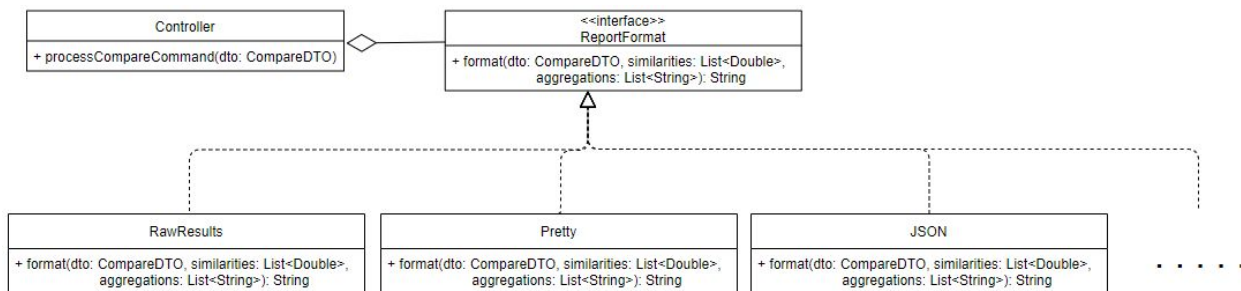 Controller
+ processCompareCommand(dto: CompareDTO)
<<interface>>
ReportFormat
+ format(dto: CompareDTO, similarities: List<Double>,
aggregations: List<String>): String
RawResults
+ format(dto: CompareDTO, similarities: List<Double>,
aggregations: List<String>): String
Pretty
+ format(dto: CompareDTO, similarities: List<Double>,
aggregations: List<String>): String
JSON
+ format(dto: CompareDTO, similarities: List<Double>,
aggregations: List<String>): String
. . . . .